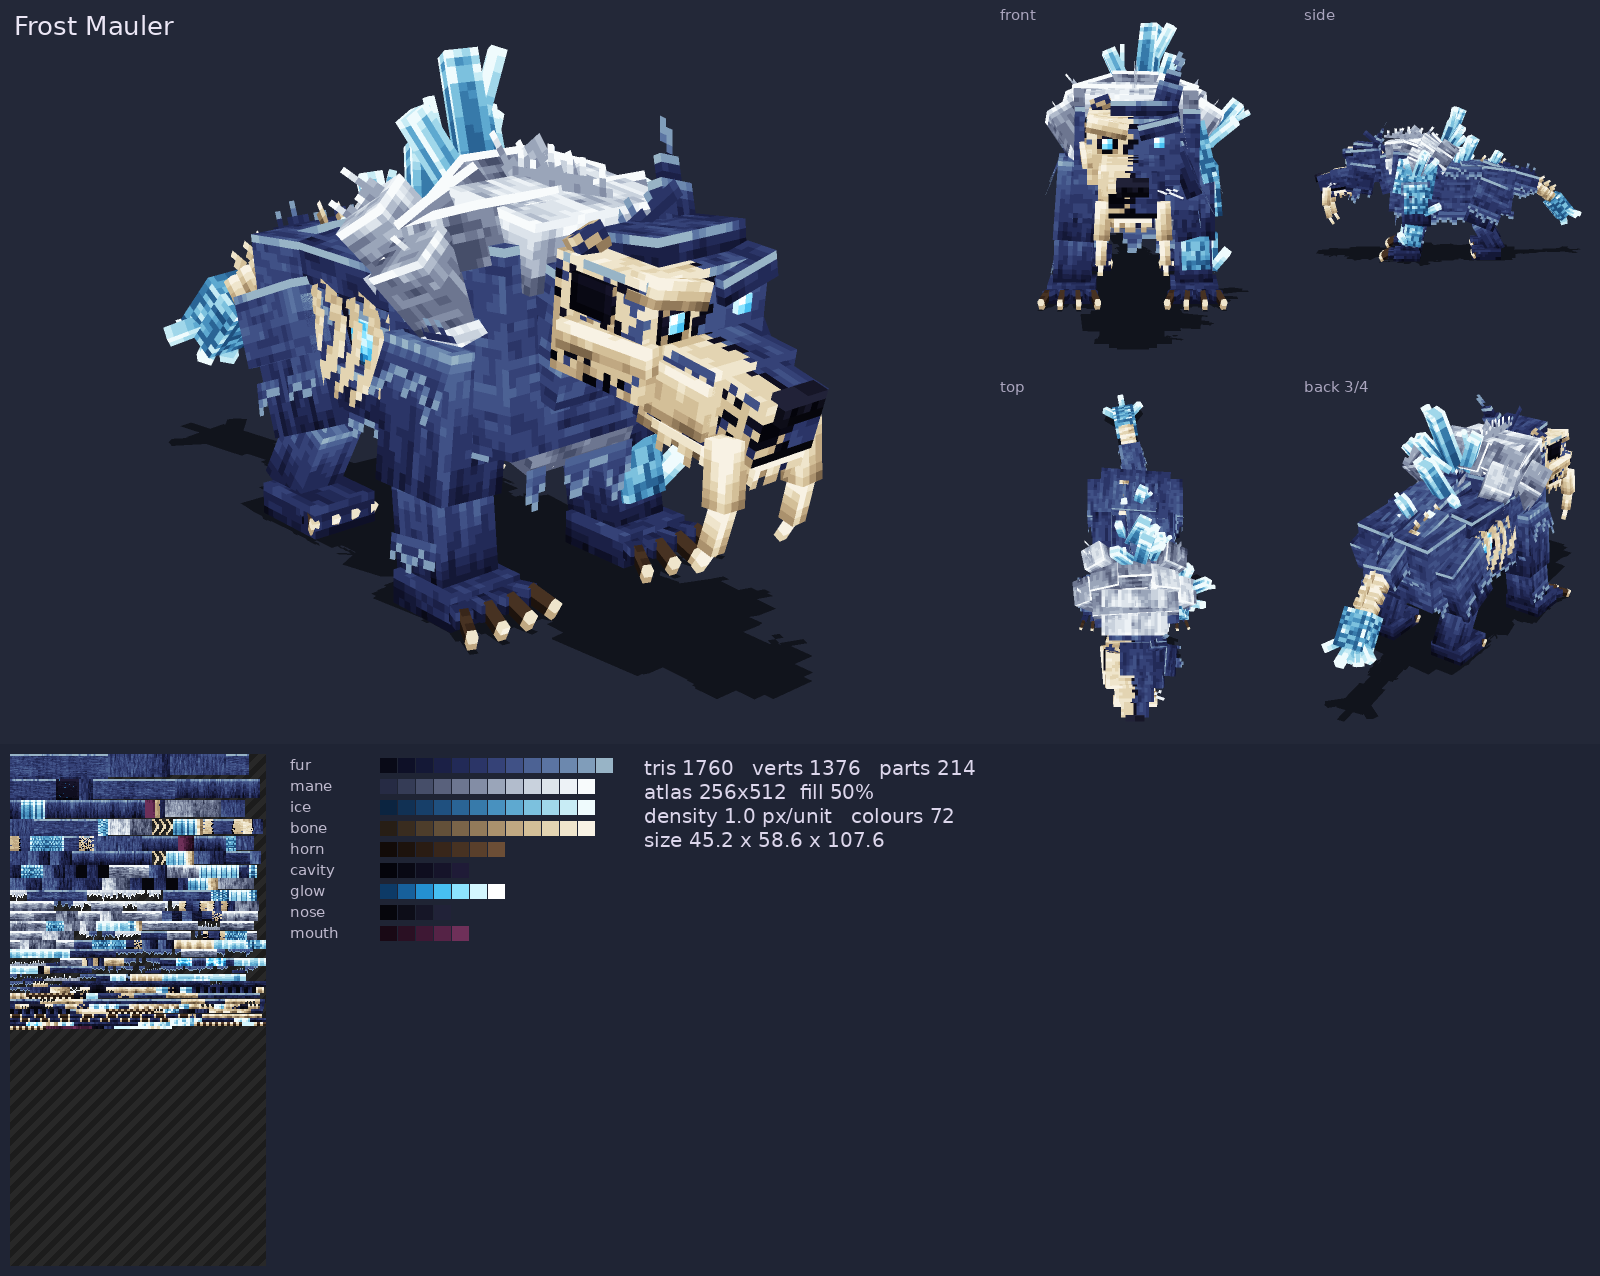 Frost Mauler
front
side
top
back 3/4
fur
mane
ice
bone
horn
cavity
glow
nose
mouth
tris 1760   verts 1376   parts 214
atlas 256x512  fill 50%
density 1.0 px/unit   colours 72
size 45.2 x 58.6 x 107.6